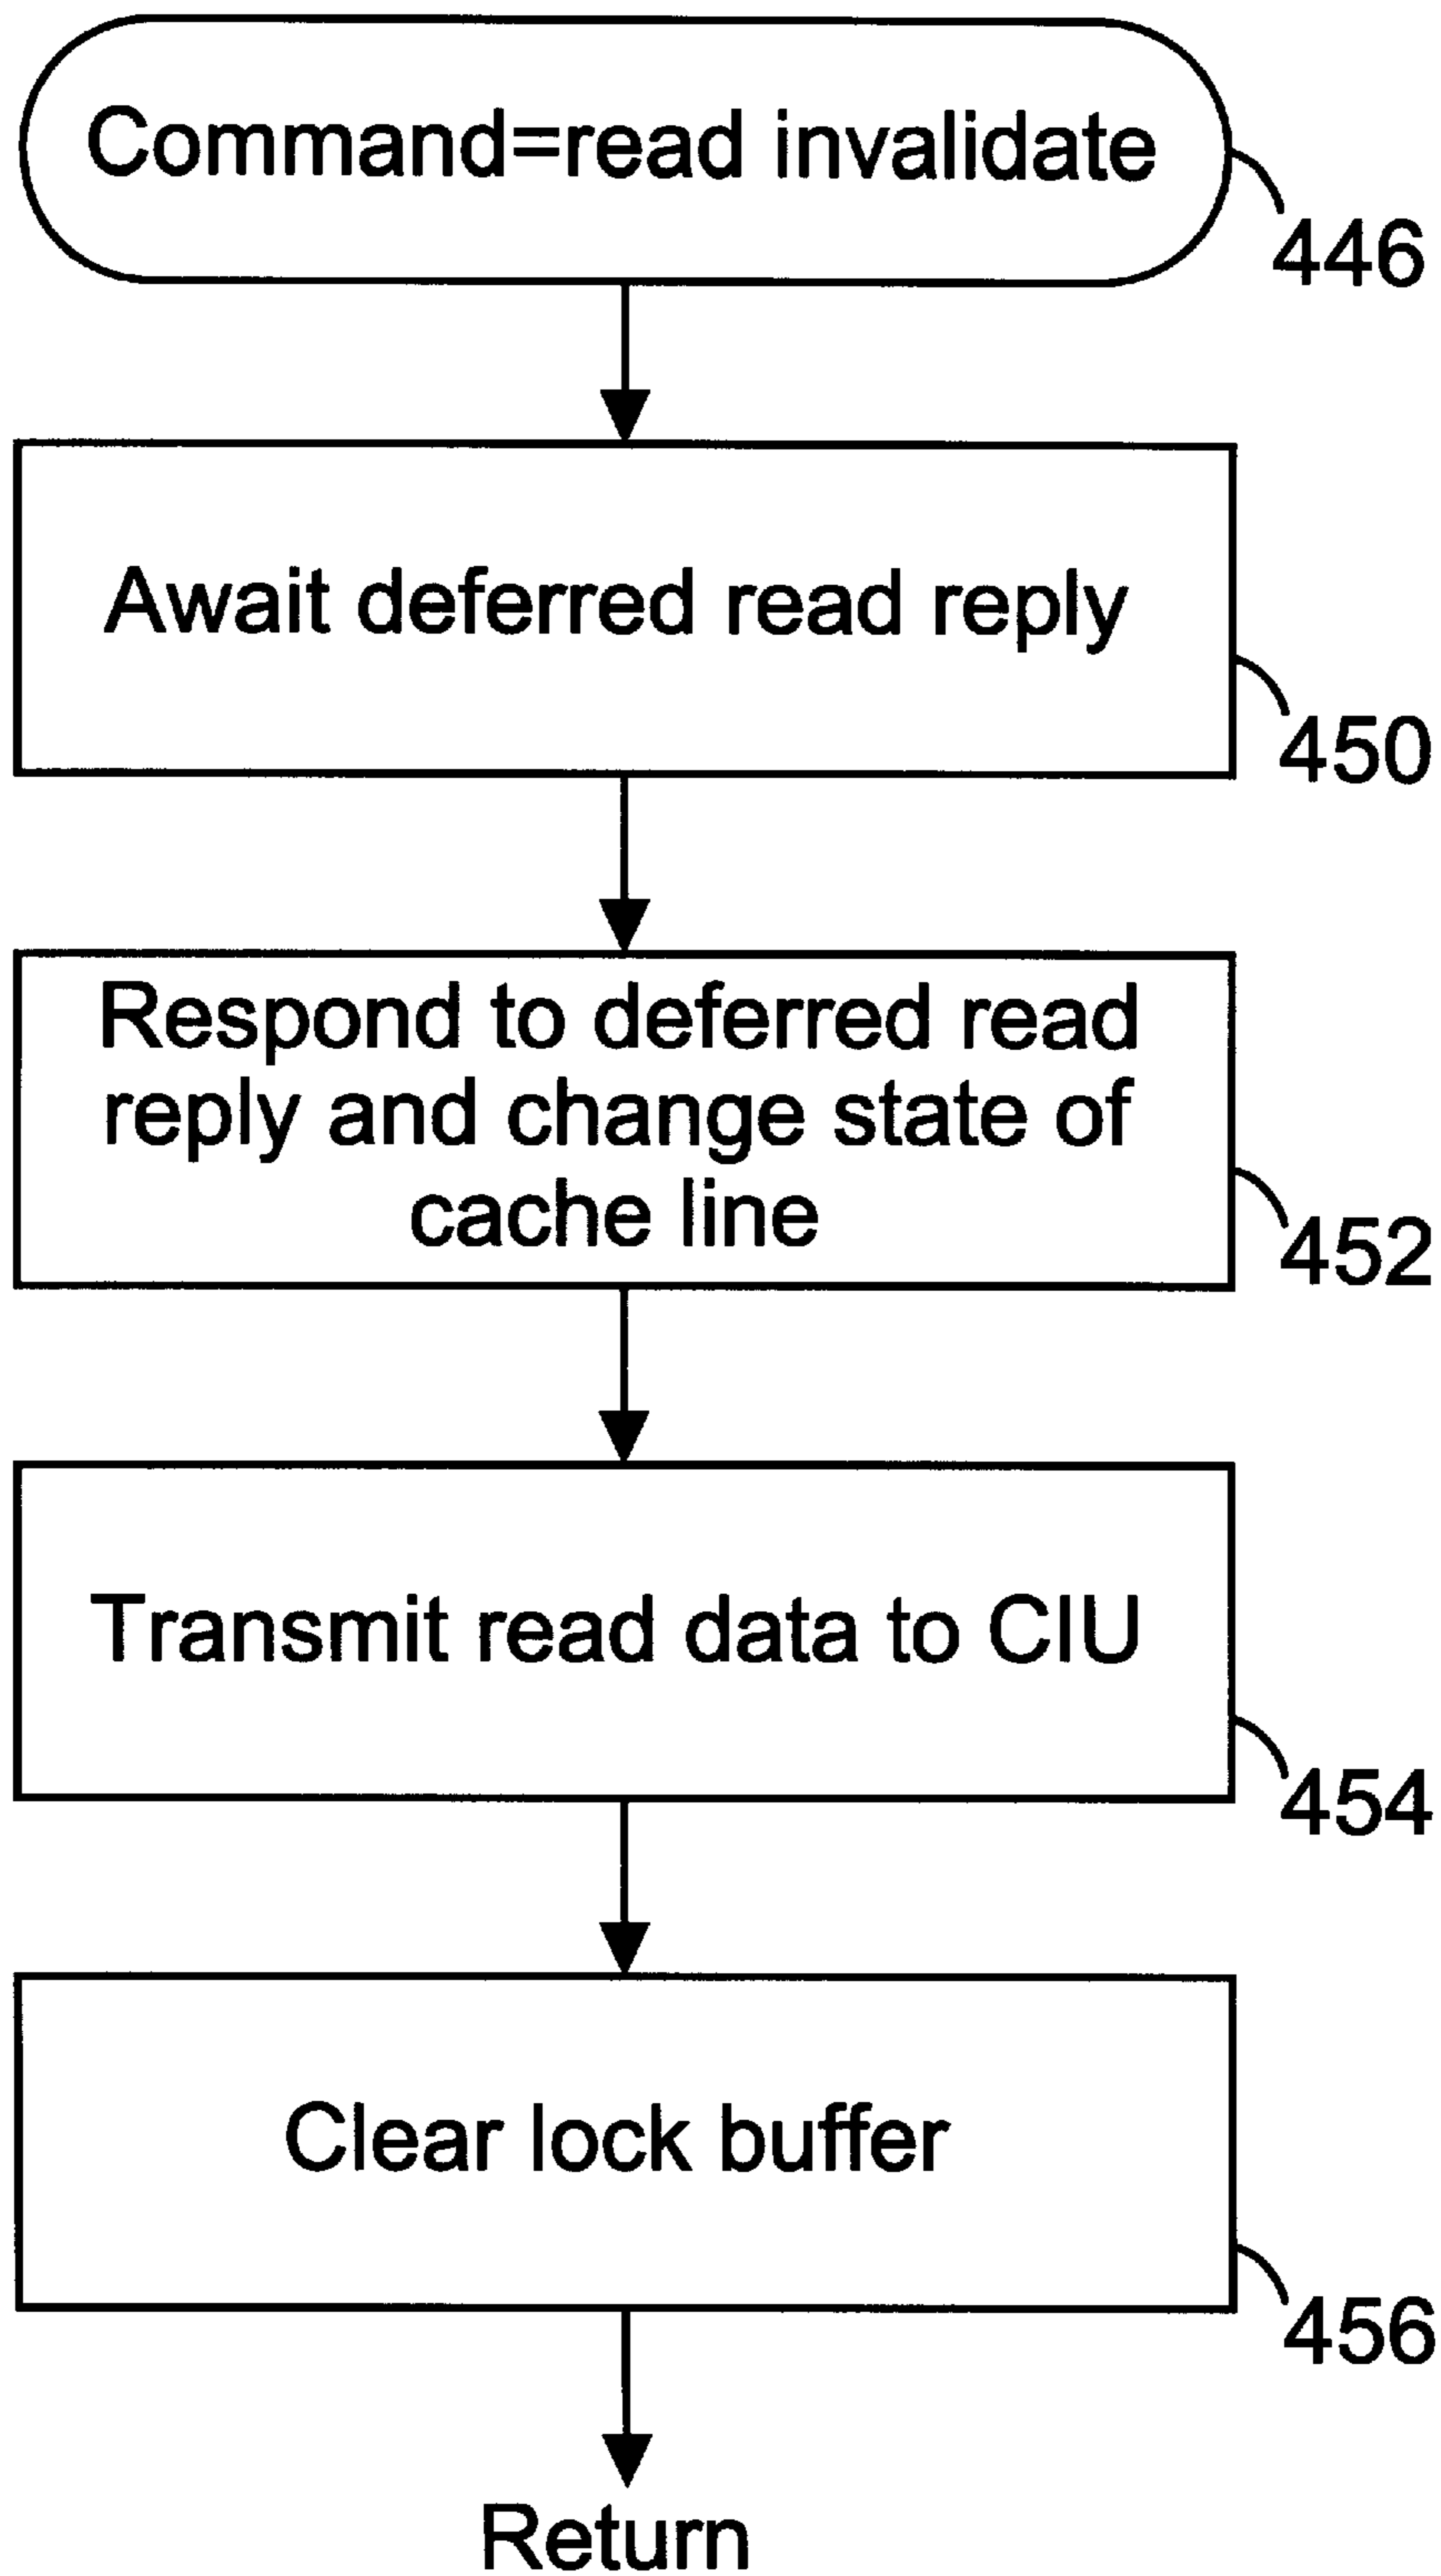 Command=read invalidate
446
Await deferred read reply
450
Respond to deferred read
reply and change state of
cache line
452
Transmit read data to CIU
454
Clear lock buffer
456
Return